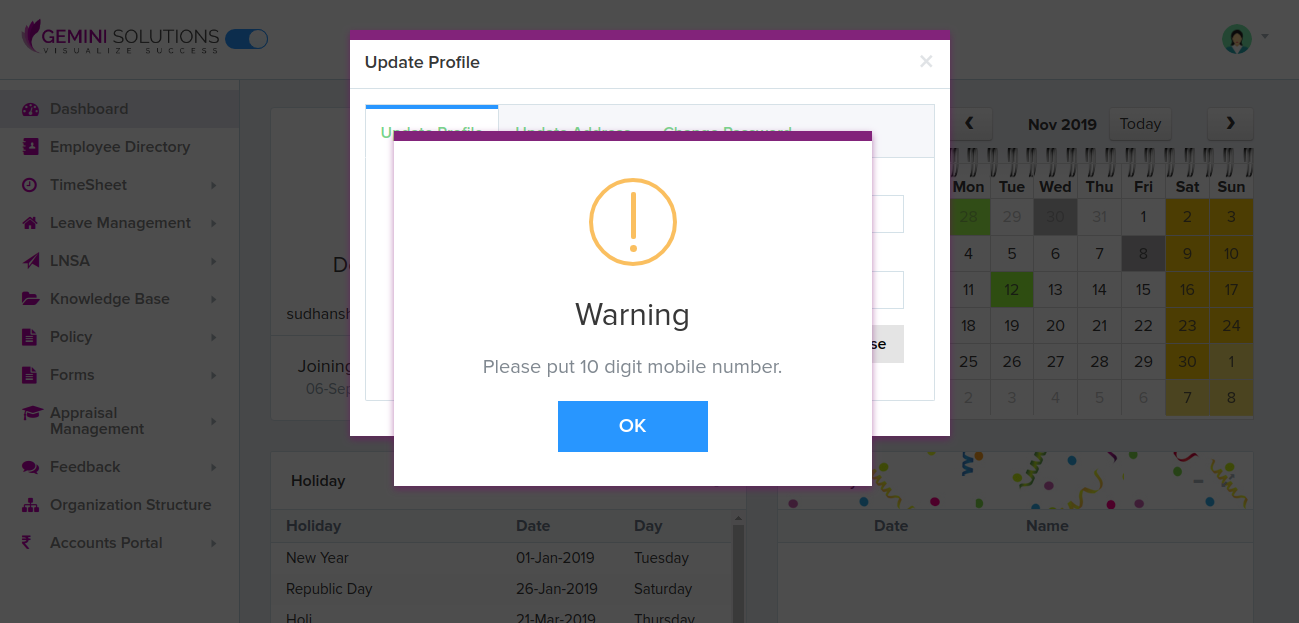 GEMINI SOLUTIONS
VISUALIZE SUCCESS
Dashboard
Employee Directory
TimeSheet
Leave Management
LNSA
Knowledge Base
Policy
Forms
Appraisal
Management
Feedback
Organization Structure
Accounts Portal
Update Profile
×
Update Profile Update Address Change Password
Warning
Please put 10 digit mobile number.
OK
Joining
Nov 2019 Today
Mon Tue Wed Thu Fri Sat Sun
28 29 30 31 1 2 3
4 5 6 7 8 9 10
11 12 13 14 15 16 17
18 19 20 21 22 23 24
25 26 27 28 29 30 1
2 3 4 5 6 7 8
Holiday
Holiday Date Day
New Year 01-Jan-2019 Tuesday
Republic Day 26-Jan-2019 Saturday
Holi 21-Mar-2019 Thursday
Date Name